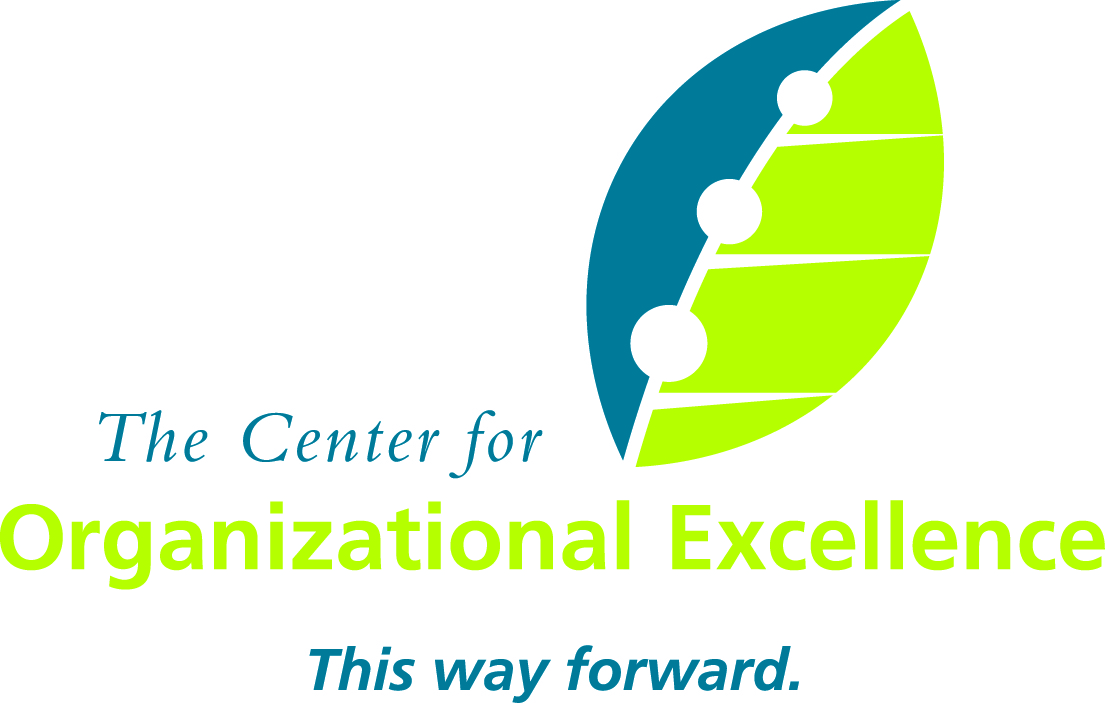 The Center for
Organizational Excellence
This way forward.